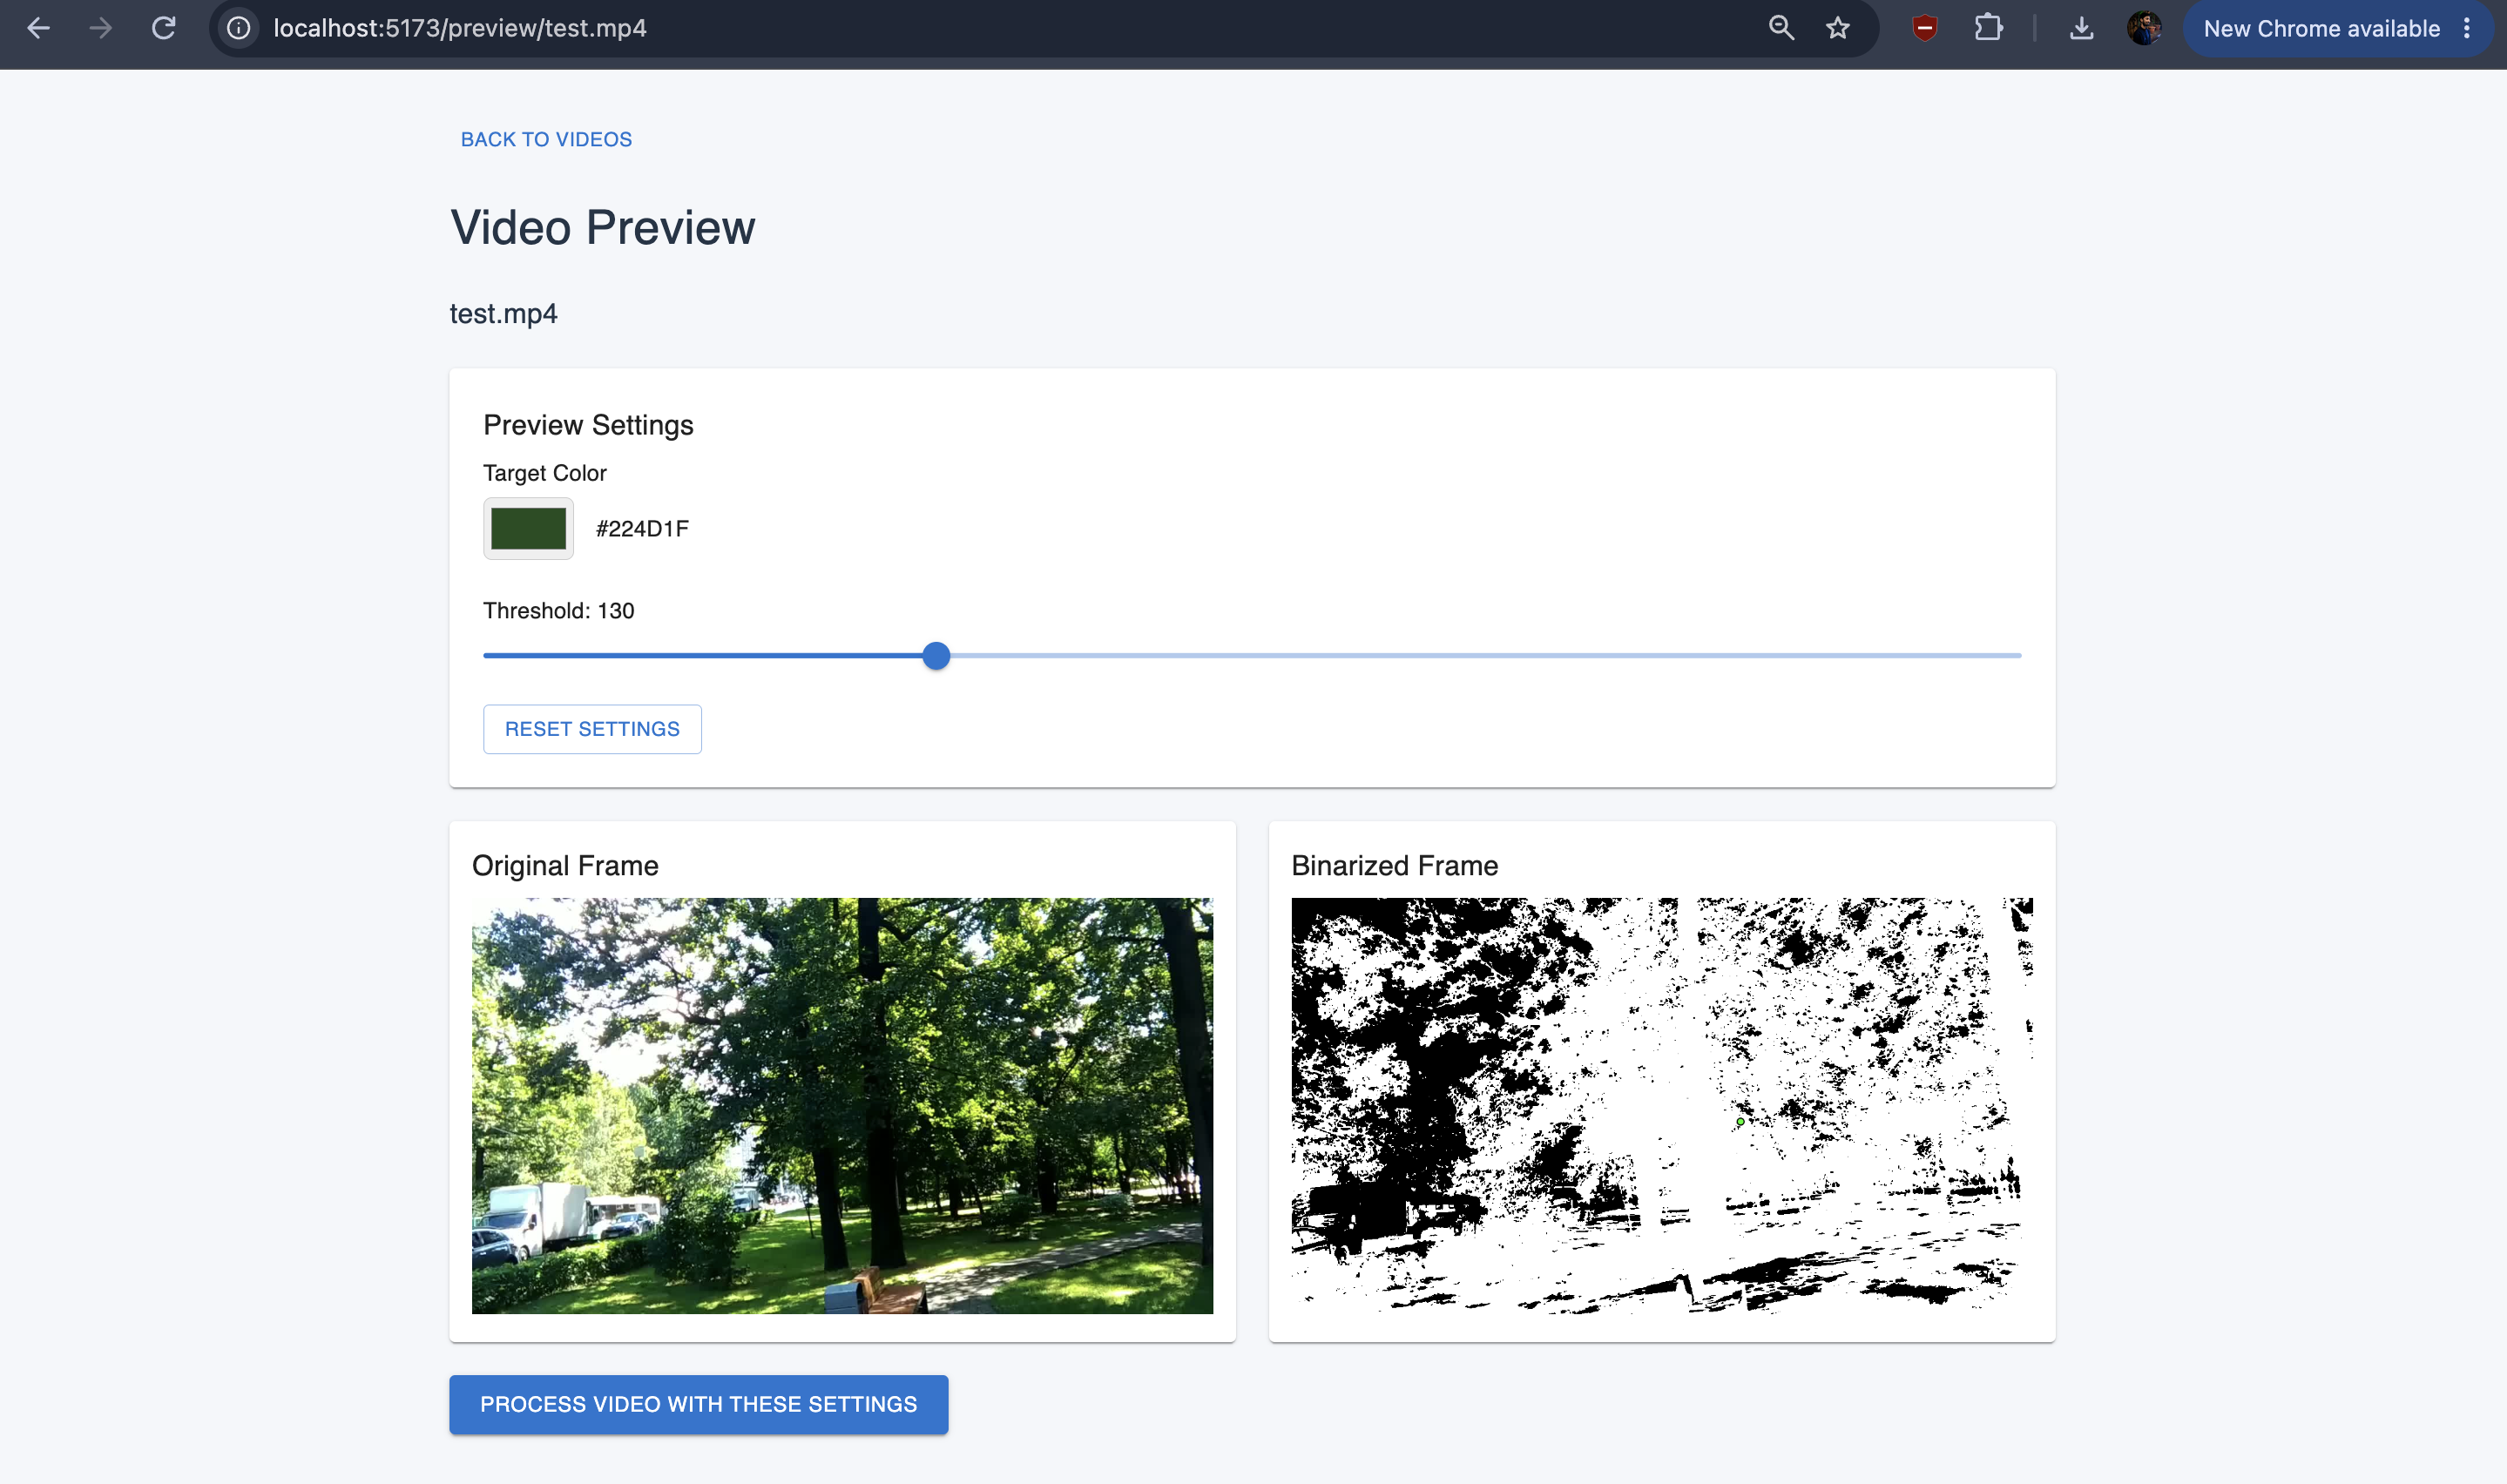 localhost:5173/preview/test.mp4
New Chrome available
BACK TO VIDEOS
Video Preview
test.mp4
Preview Settings
Target Color
#224D1F
Threshold: 130
RESET SETTINGS
Original Frame
Binarized Frame
PROCESS VIDEO WITH THESE SETTINGS